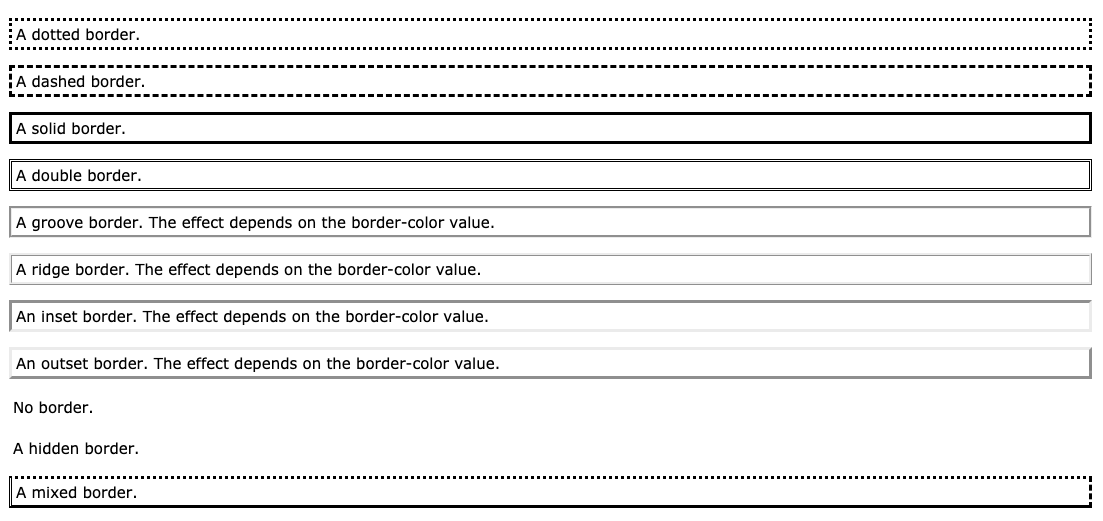 A dotted border.
A dashed border.
A solid border.
A double border.
A groove border. The effect depends on the border-color value.
A ridge border. The effect depends on the border-color value.
An inset border. The effect depends on the border-color value.
An outset border. The effect depends on the border-color value.
No border.
A hidden border.
A mixed border.